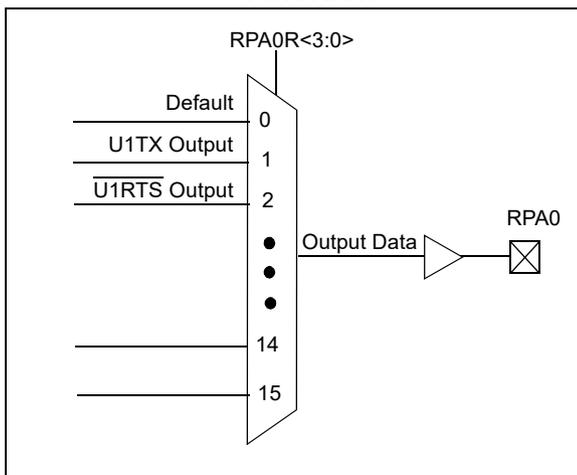 RPA0R<3:0>
Default
0
U1TX Output
1
U1RTS Output
2
Output Data
RPA0
14
15